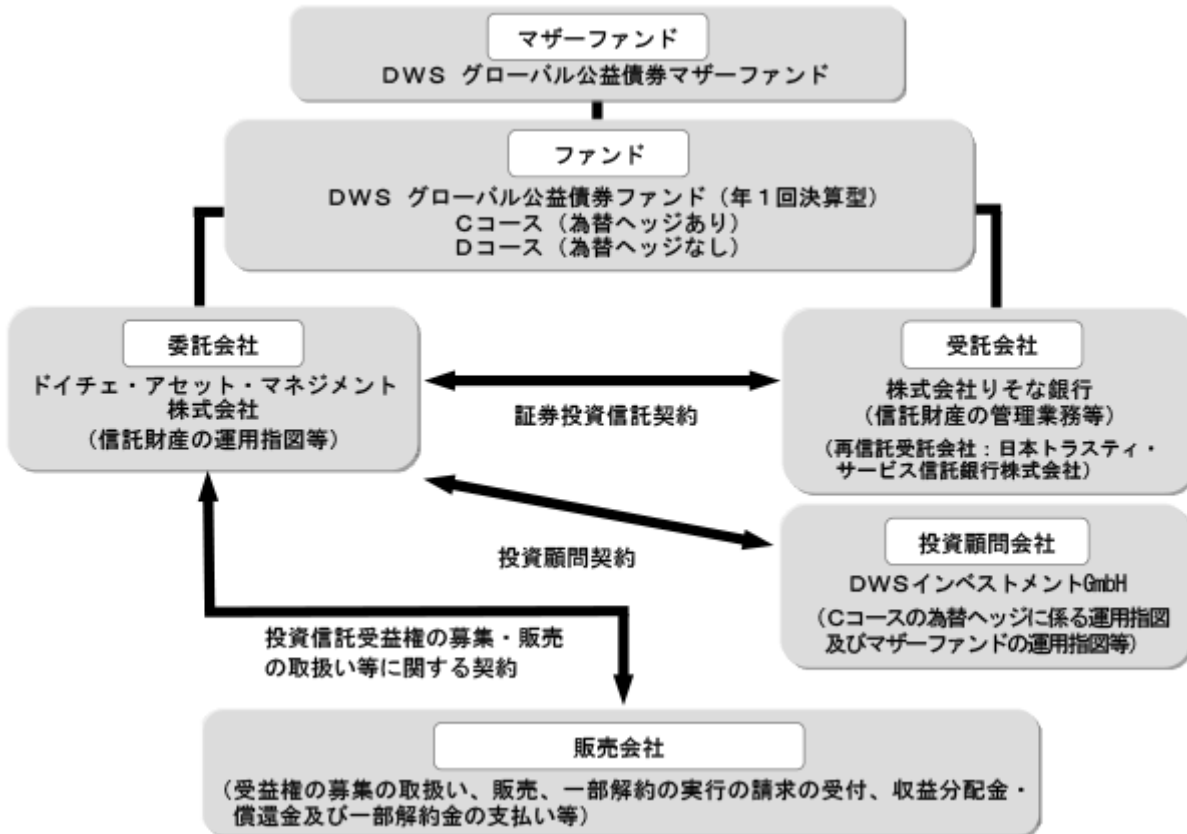 マザーファンド
DWS グローバル公益債券マザーファンド
ファンド
DWS グローバル公益債券ファンド（年１回決算型）
Cコース（為替ヘッジあり）
Dコース（為替ヘッジなし）
委託会社
ドイチェ・アセット・マネジメント
株式会社
（信託財産の運用指図等）
証券投資信託契約
受託会社
株式会社りそな銀行
（信託財産の管理業務等）
（再信託受託会社：日本トラスティ・
サービス信託銀行株式会社）
投資顧問契約
投資顧問会社
DWSインベストメントGmbH
（Cコースの為替ヘッジに係る運用指図
及びマザーファンドの運用指図等）
投資信託受益権の募集・販売
の取扱い等に関する契約
販売会社
（受益権の募集の取扱い、販売、一部解約の実行の請求の受付、収益分配金・
償還金及び一部解約金の支払い等）